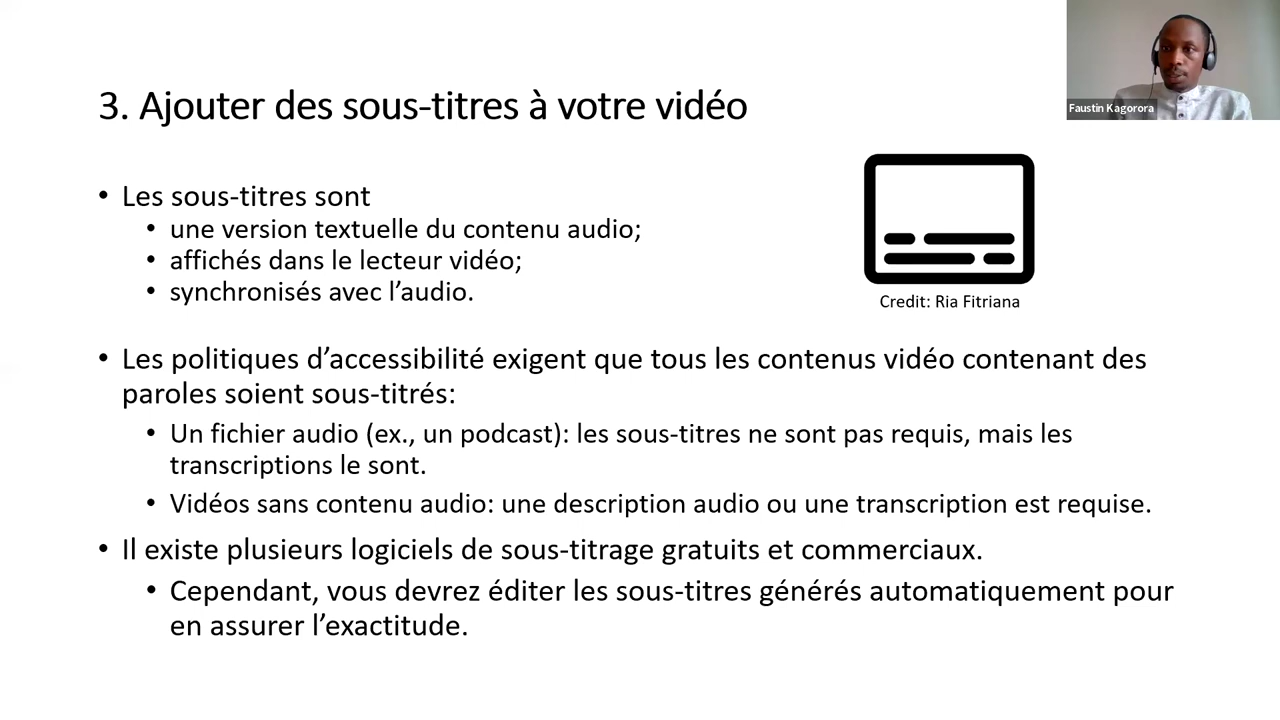 3. Ajouter des sous-titres à votre vidéo
Faustin Kagorora
• Les sous-titres sont
• une version textuelle du contenu audio;
• affichés dans le lecteur vidéo;
• synchronisés avec l’audio.
Credit: Ria Fitriana
• Les politiques d’accessibilité exigent que tous les contenus vidéo contenant des
paroles soient sous-titrés:
• Un fichier audio (ex., un podcast): les sous-titres ne sont pas requis, mais les
transcriptions le sont.
• Vidéos sans contenu audio: une description audio ou une transcription est requise.
• Il existe plusieurs logiciels de sous-titrage gratuits et commerciaux.
• Cependant, vous devrez éditer les sous-titres générés automatiquement pour
en assurer l’exactitude.